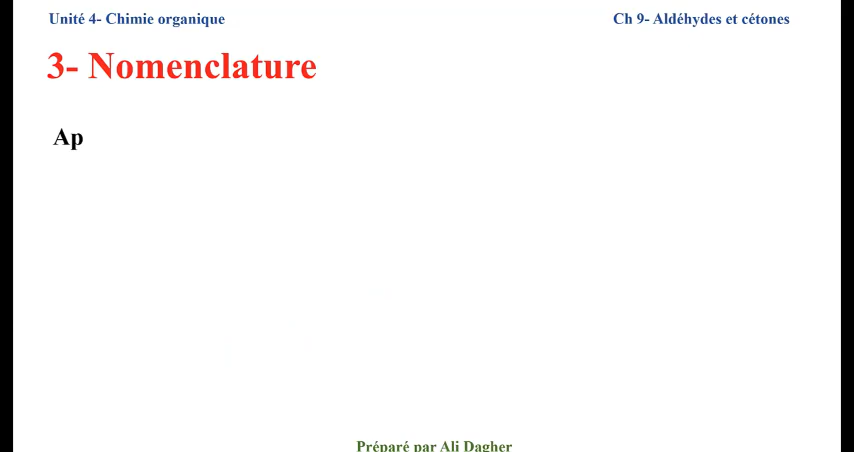 Unité 4- Chimie organique
Ch 9- Aldéhydes et cétones
3- Nomenclature
Ap
Préparé par Ali Dagher